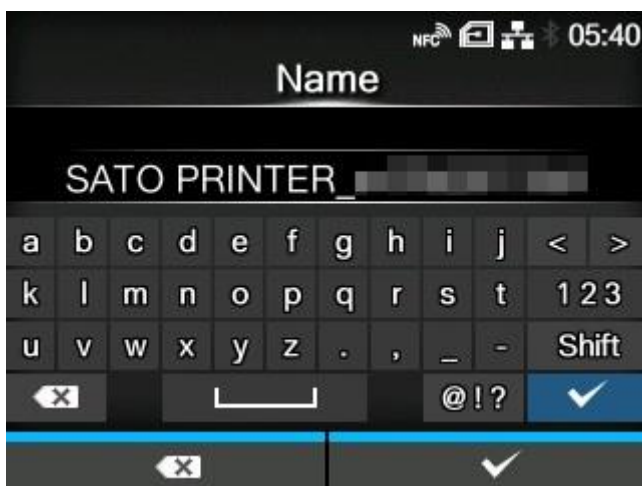 NFC 05:40
Name
SATO PRINTER_
a b c d e f g h i j < >
k l m n o p q r s t 123
u v w x y z . , _ - Shift
@!?